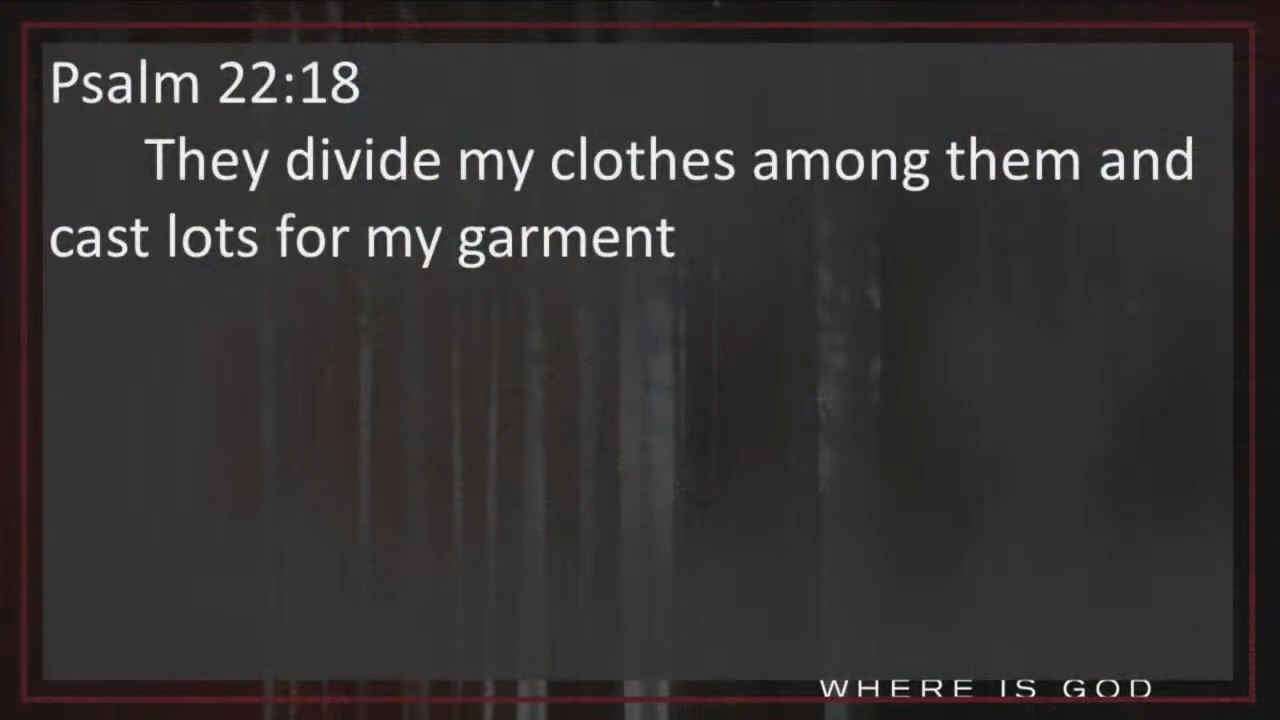 Psalm 22:18
They divide my clothes among them and
cast lots for my garment
WHERE IS GOD